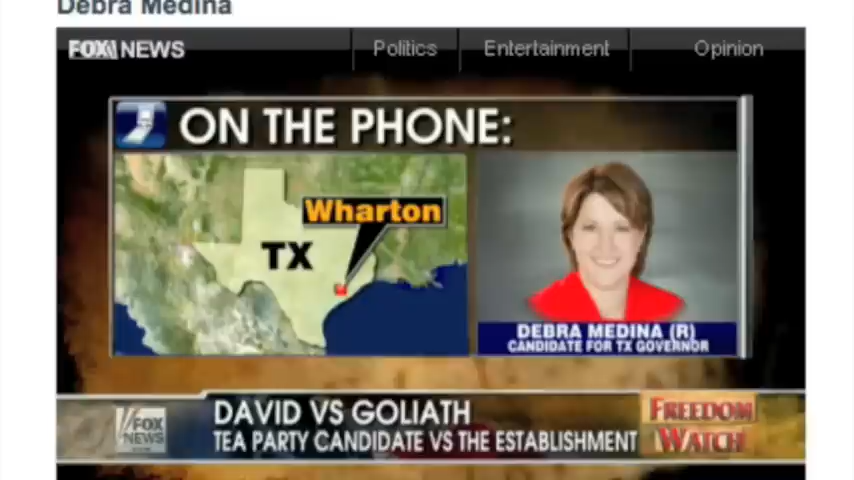 Debra Medina
FOX NEWS
Politics
Entertainment
Opinion
ON THE PHONE:
Wharton
TX
DEBRA MEDINA (R)
CANDIDATE FOR TX GOVERNOR
DAVID VS GOLIATH
TEA PARTY CANDIDATE VS THE ESTABLISHMENT
FOX
NEWS
FREEDOM
WATCH